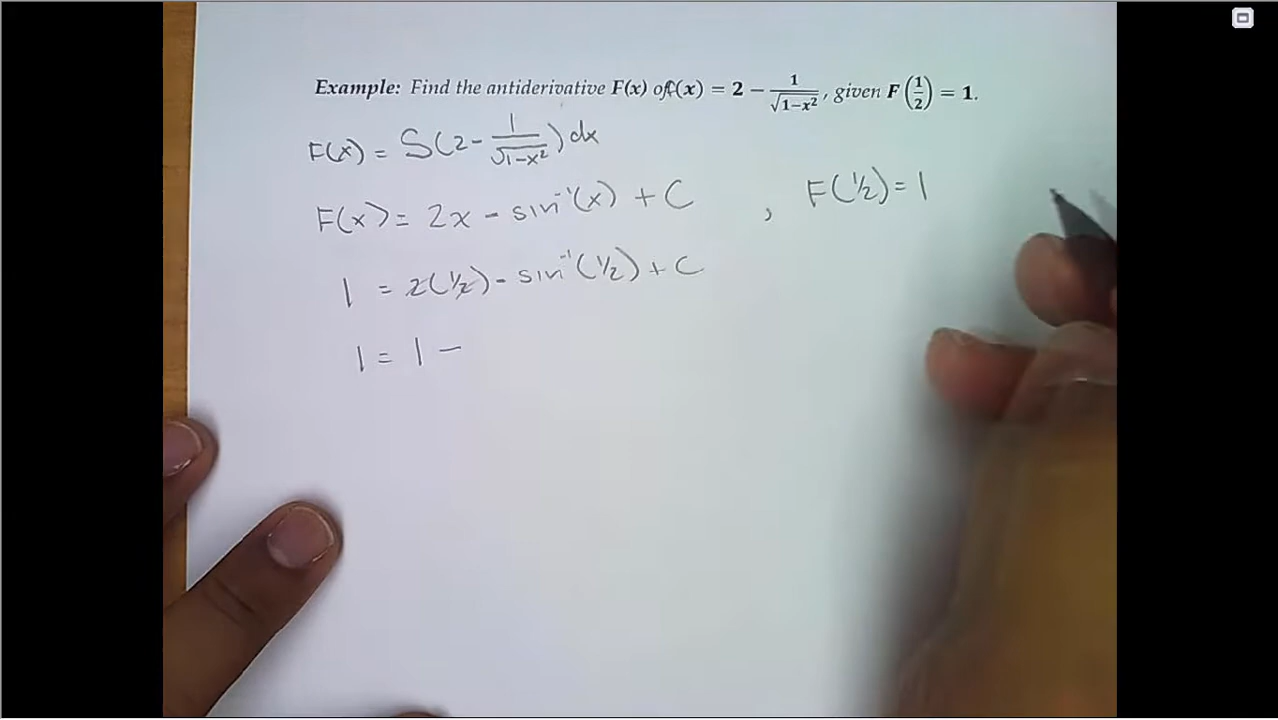 Example: Find the antiderivative F(x) of f(x) = 2 − 1/√1−x², given F(1/2) = 1.
F(x) = ∫(2 - 1/√1-x²)dx
F(x) = 2x - sin⁻¹(x) + C , F(1/2) = 1
1 = 2(1/2) - sin⁻¹(1/2) + C
1 = 1 -